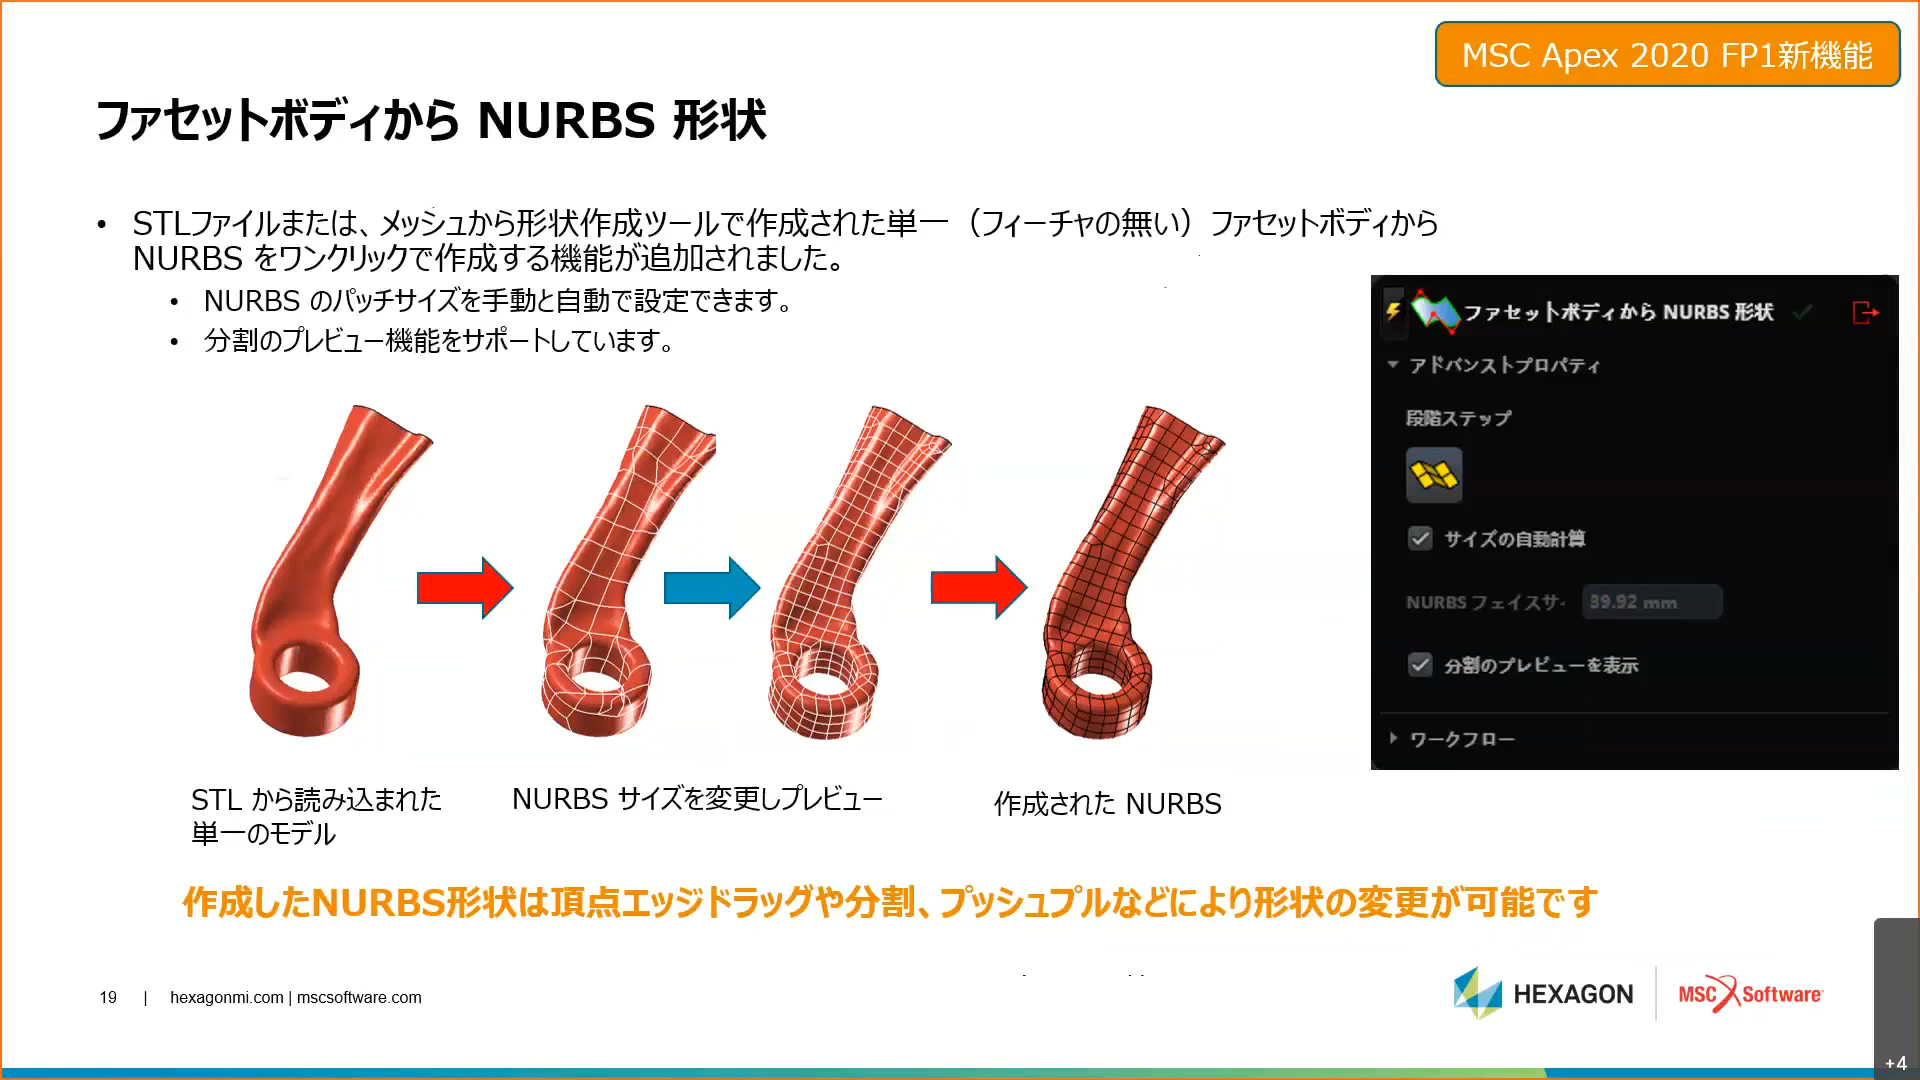 MSC Apex 2020 FP1新機能
ファセットボディから NURBS 形状
• STLファイルまたは、メッシュから形状作成ツールで作成された単一（フィーチャの無い）ファセットボディから
NURBS をワンクリックで作成する機能が追加されました。
• NURBS のパッチサイズを手動と自動で設定できます。
• 分割のプレビュー機能をサポートしています。
ファセットボディから NURBS 形状
アドバンストプロパティ
段階ステップ
サイズの自動計算
NURBS フェイスサ
39.92 mm
分割のプレビューを表示
ワークフロー
STL から読み込まれた
単一のモデル
NURBS サイズを変更しプレビュー
作成された NURBS
作成したNURBS形状は頂点エッジドラッグや分割、プッシュプルなどにより形状の変更が可能です
19 | hexagonmi.com | mscsoftware.com
HEXAGON
MSC Software
+4